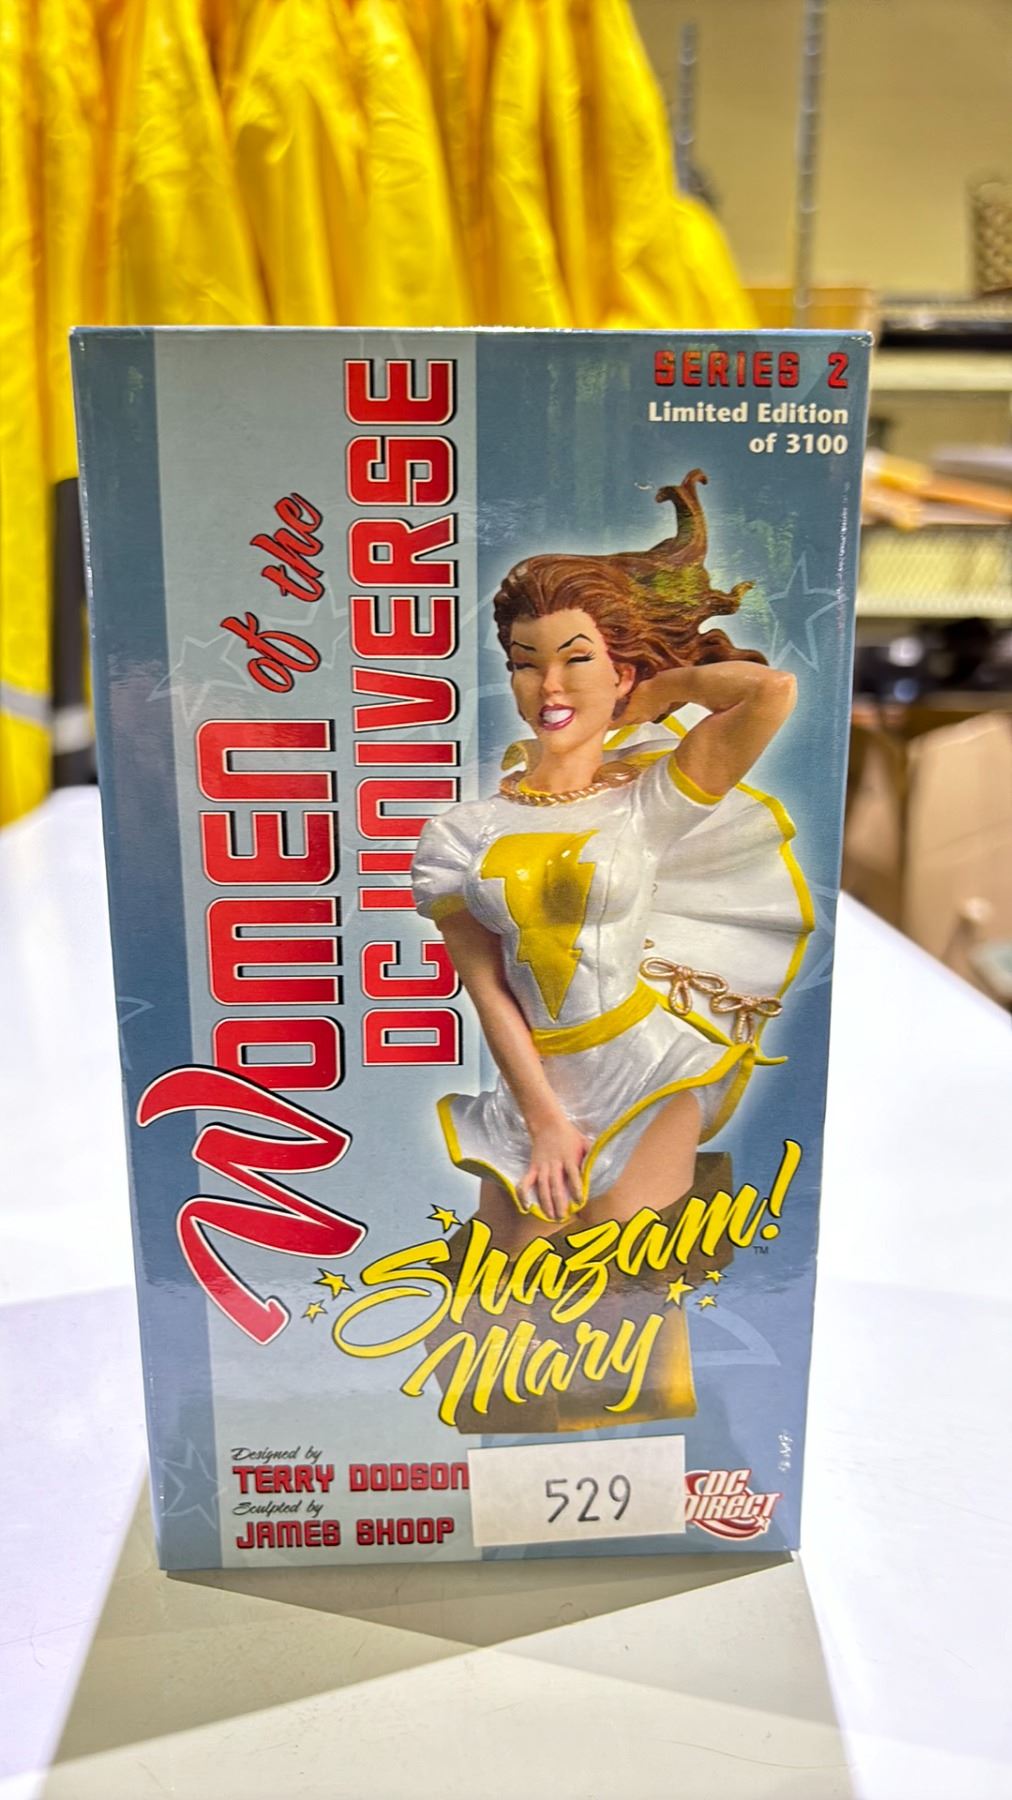 SERIES 2
Limited Edition
of 3100
Women of the
DC UNIVERSE
Shazam!
TM
Mary
Designed by
TERRY DODSON
Sculpted by
JAMES SHOOP
529
DC
DIRECT